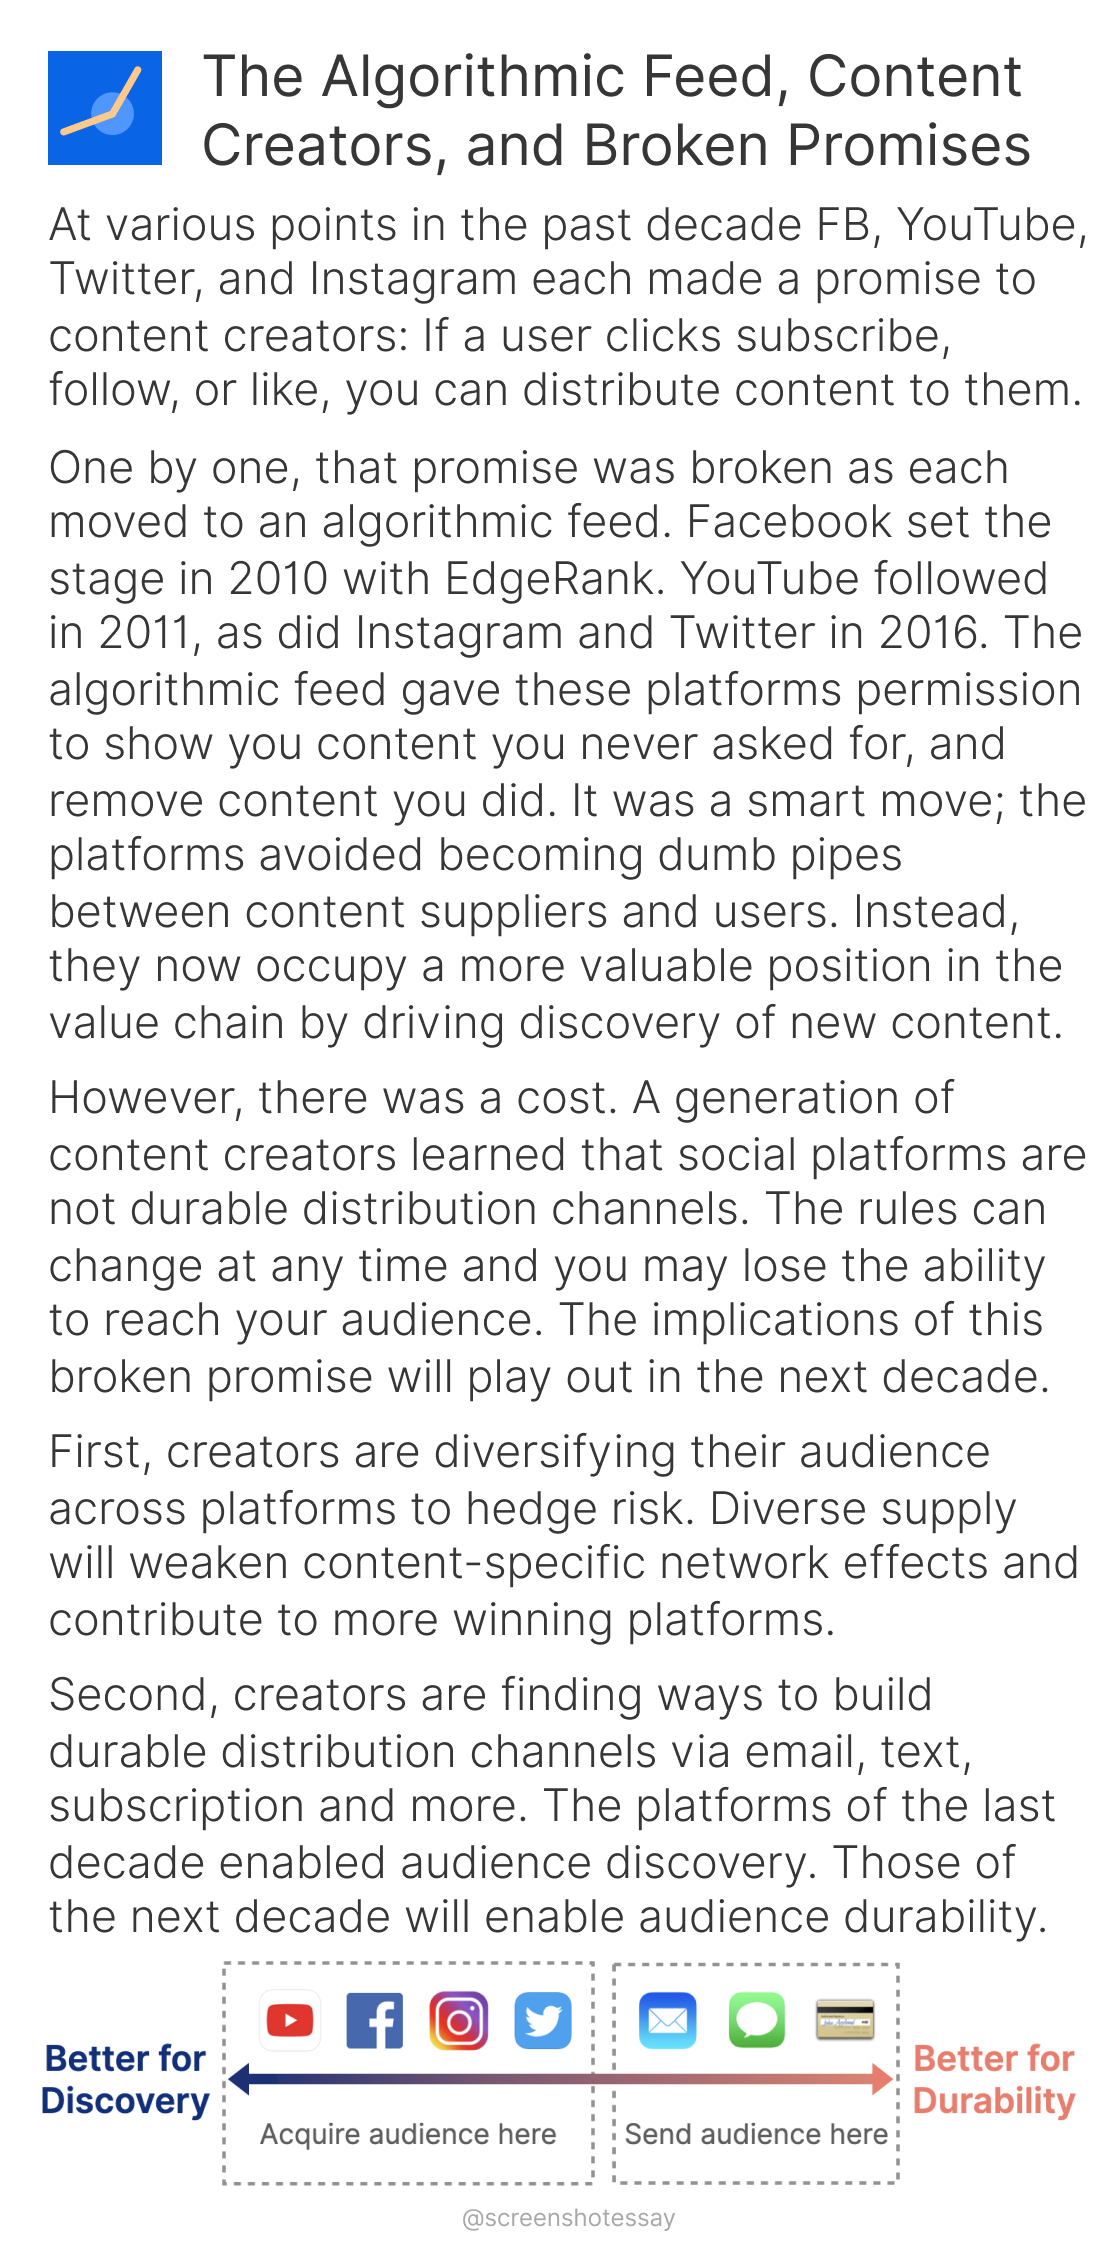 The Algorithmic Feed, Content
Creators, and Broken Promises
At various points in the past decade FB, YouTube,
Twitter, and Instagram each made a promise to
content creators: If a user clicks subscribe,
follow, or like, you can distribute content to them.
One by one, that promise was broken as each
moved to an algorithmic feed. Facebook set the
stage in 2010 with EdgeRank. YouTube followed
in 2011, as did Instagram and Twitter in 2016. The
algorithmic feed gave these platforms permission
to show you content you never asked for, and
remove content you did. It was a smart move; the
platforms avoided becoming dumb pipes
between content suppliers and users. Instead,
they now occupy a more valuable position in the
value chain by driving discovery of new content.
However, there was a cost. A generation of
content creators learned that social platforms are
not durable distribution channels. The rules can
change at any time and you may lose the ability
to reach your audience. The implications of this
broken promise will play out in the next decade.
First, creators are diversifying their audience
across platforms to hedge risk. Diverse supply
will weaken content-specific network effects and
contribute to more winning platforms.
Second, creators are finding ways to build
durable distribution channels via email, text,
subscription and more. The platforms of the last
decade enabled audience discovery. Those of
the next decade will enable audience durability.
Better for
Discovery
Acquire audience here
Send audience here
Better for
Durability
@screenshotessay